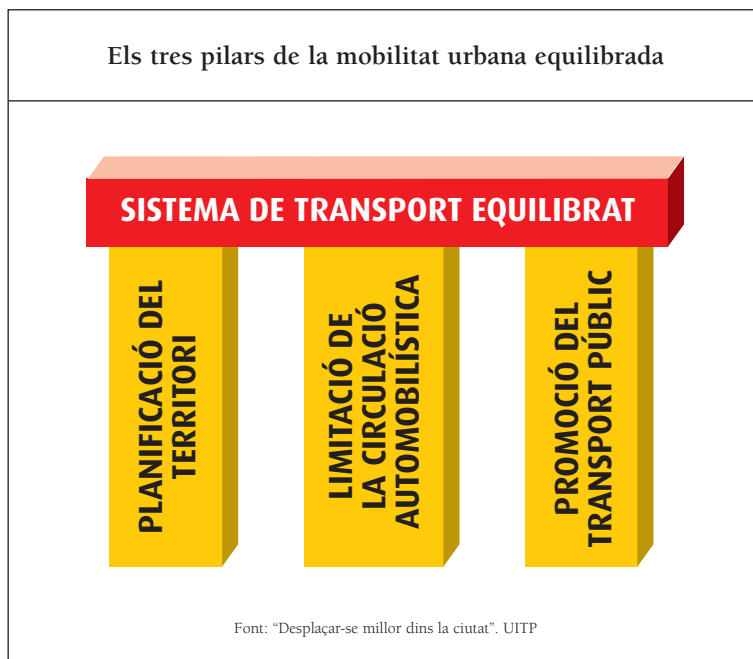 Els tres pilars de la mobilitat urbana equilibrada
SISTEMA DE TRANSPORT EQUILIBRAT
PLANIFICACIÓ DEL
TERRITORI
LIMITACIÓ DE
LA CIRCULACIÓ
AUTOMOBILÍSTICA
PROMOCIÓ DEL
TRANSPORT PÚBLIC
Font: “Desplaçar-se millor dins la ciutat”. UITP